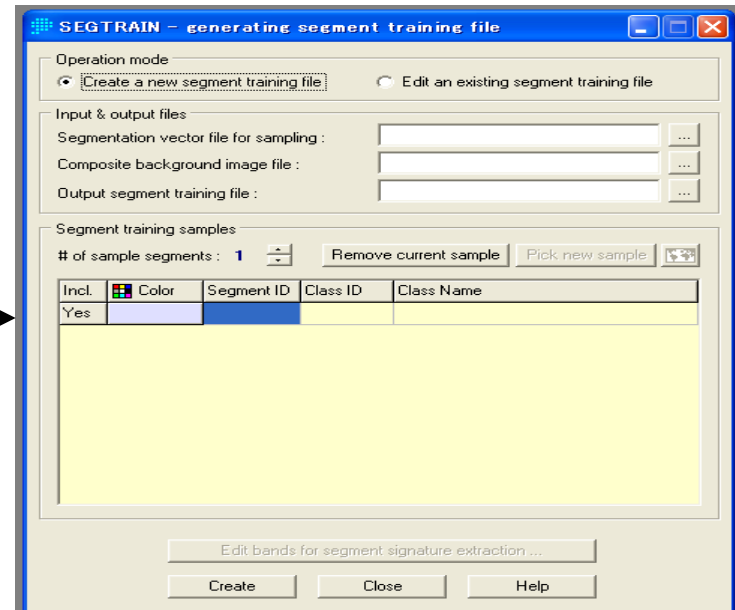 SEGTRAIN - generating segment training file
Operation mode
Create a new segment training file Edit an existing segment training file
Input & output files
Segmentation vector file for sampling : ...
Composite background image file : ...
Output segment training file : ...
Segment training samples
# of sample segments : 1 Remove current sample Pick new sample
Incl. Color Segment ID Class ID Class Name
Yes
Edit bands for segment signature extraction ...
Create Close Help